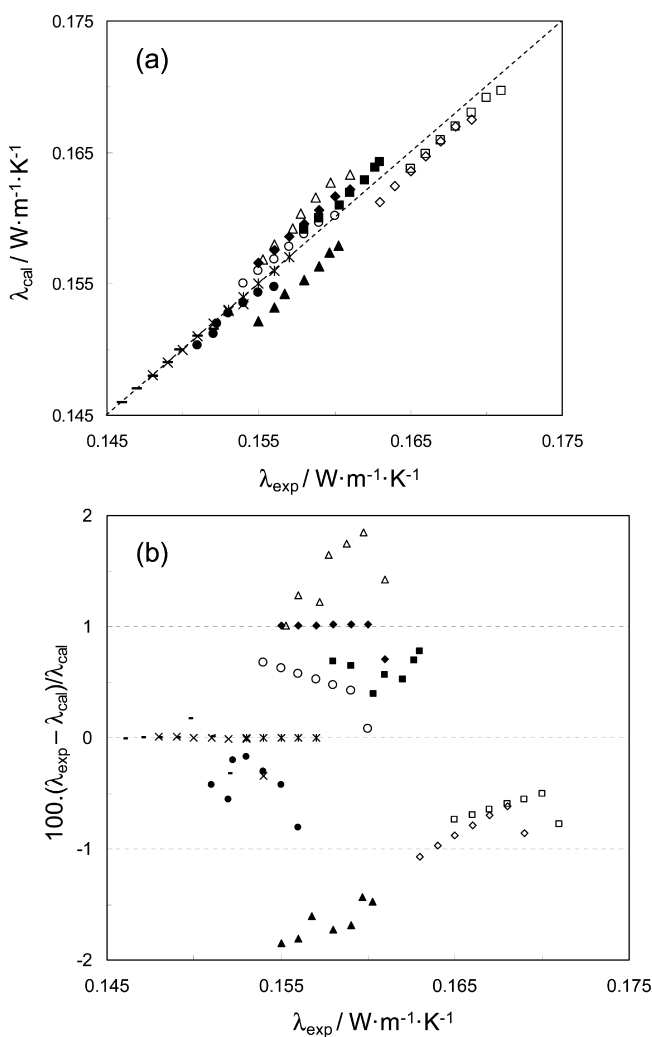 0.175
(a)
0.165
λcal / W·m-1·K-1
0.155
0.145
0.145 0.155 0.165 0.175
λexp / W·m-1·K-1
2
(b)
1
100.(λexp – λcal)/λcal
0
-1
-2
0.145 0.155 0.165 0.175
λexp / W·m-1·K-1